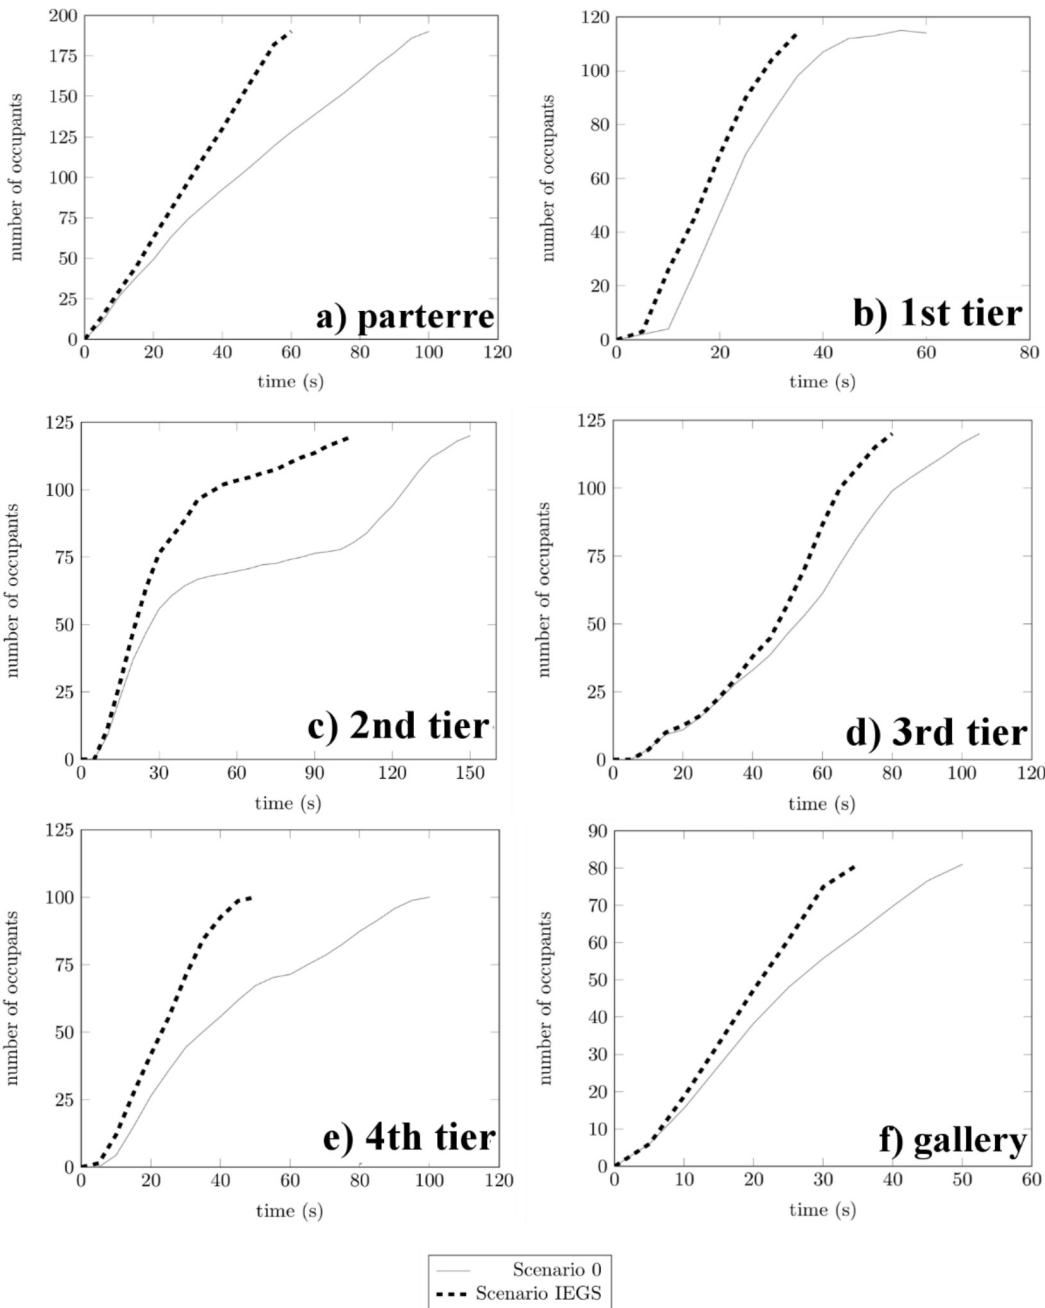 200
175
150
125
100
75
50
25
0
number of occupants
0 20 40 60 80 100 120
time (s)
a) parterre
120
100
80
60
40
20
0
number of occupants
0 20 40 60 80
time (s)
b) 1st tier
125
100
75
50
25
0
number of occupants
0 30 60 90 120 150
time (s)
c) 2nd tier
125
100
75
50
25
0
number of occupants
0 20 40 60 80 100 120
time (s)
d) 3rd tier
125
100
75
50
25
0
number of occupants
0 20 40 60 80 100 120
time (s)
e) 4th tier
90
80
70
60
50
40
30
20
10
0
number of occupants
0 10 20 30 40 50 60
time (s)
f) gallery
Scenario 0
Scenario IEGS